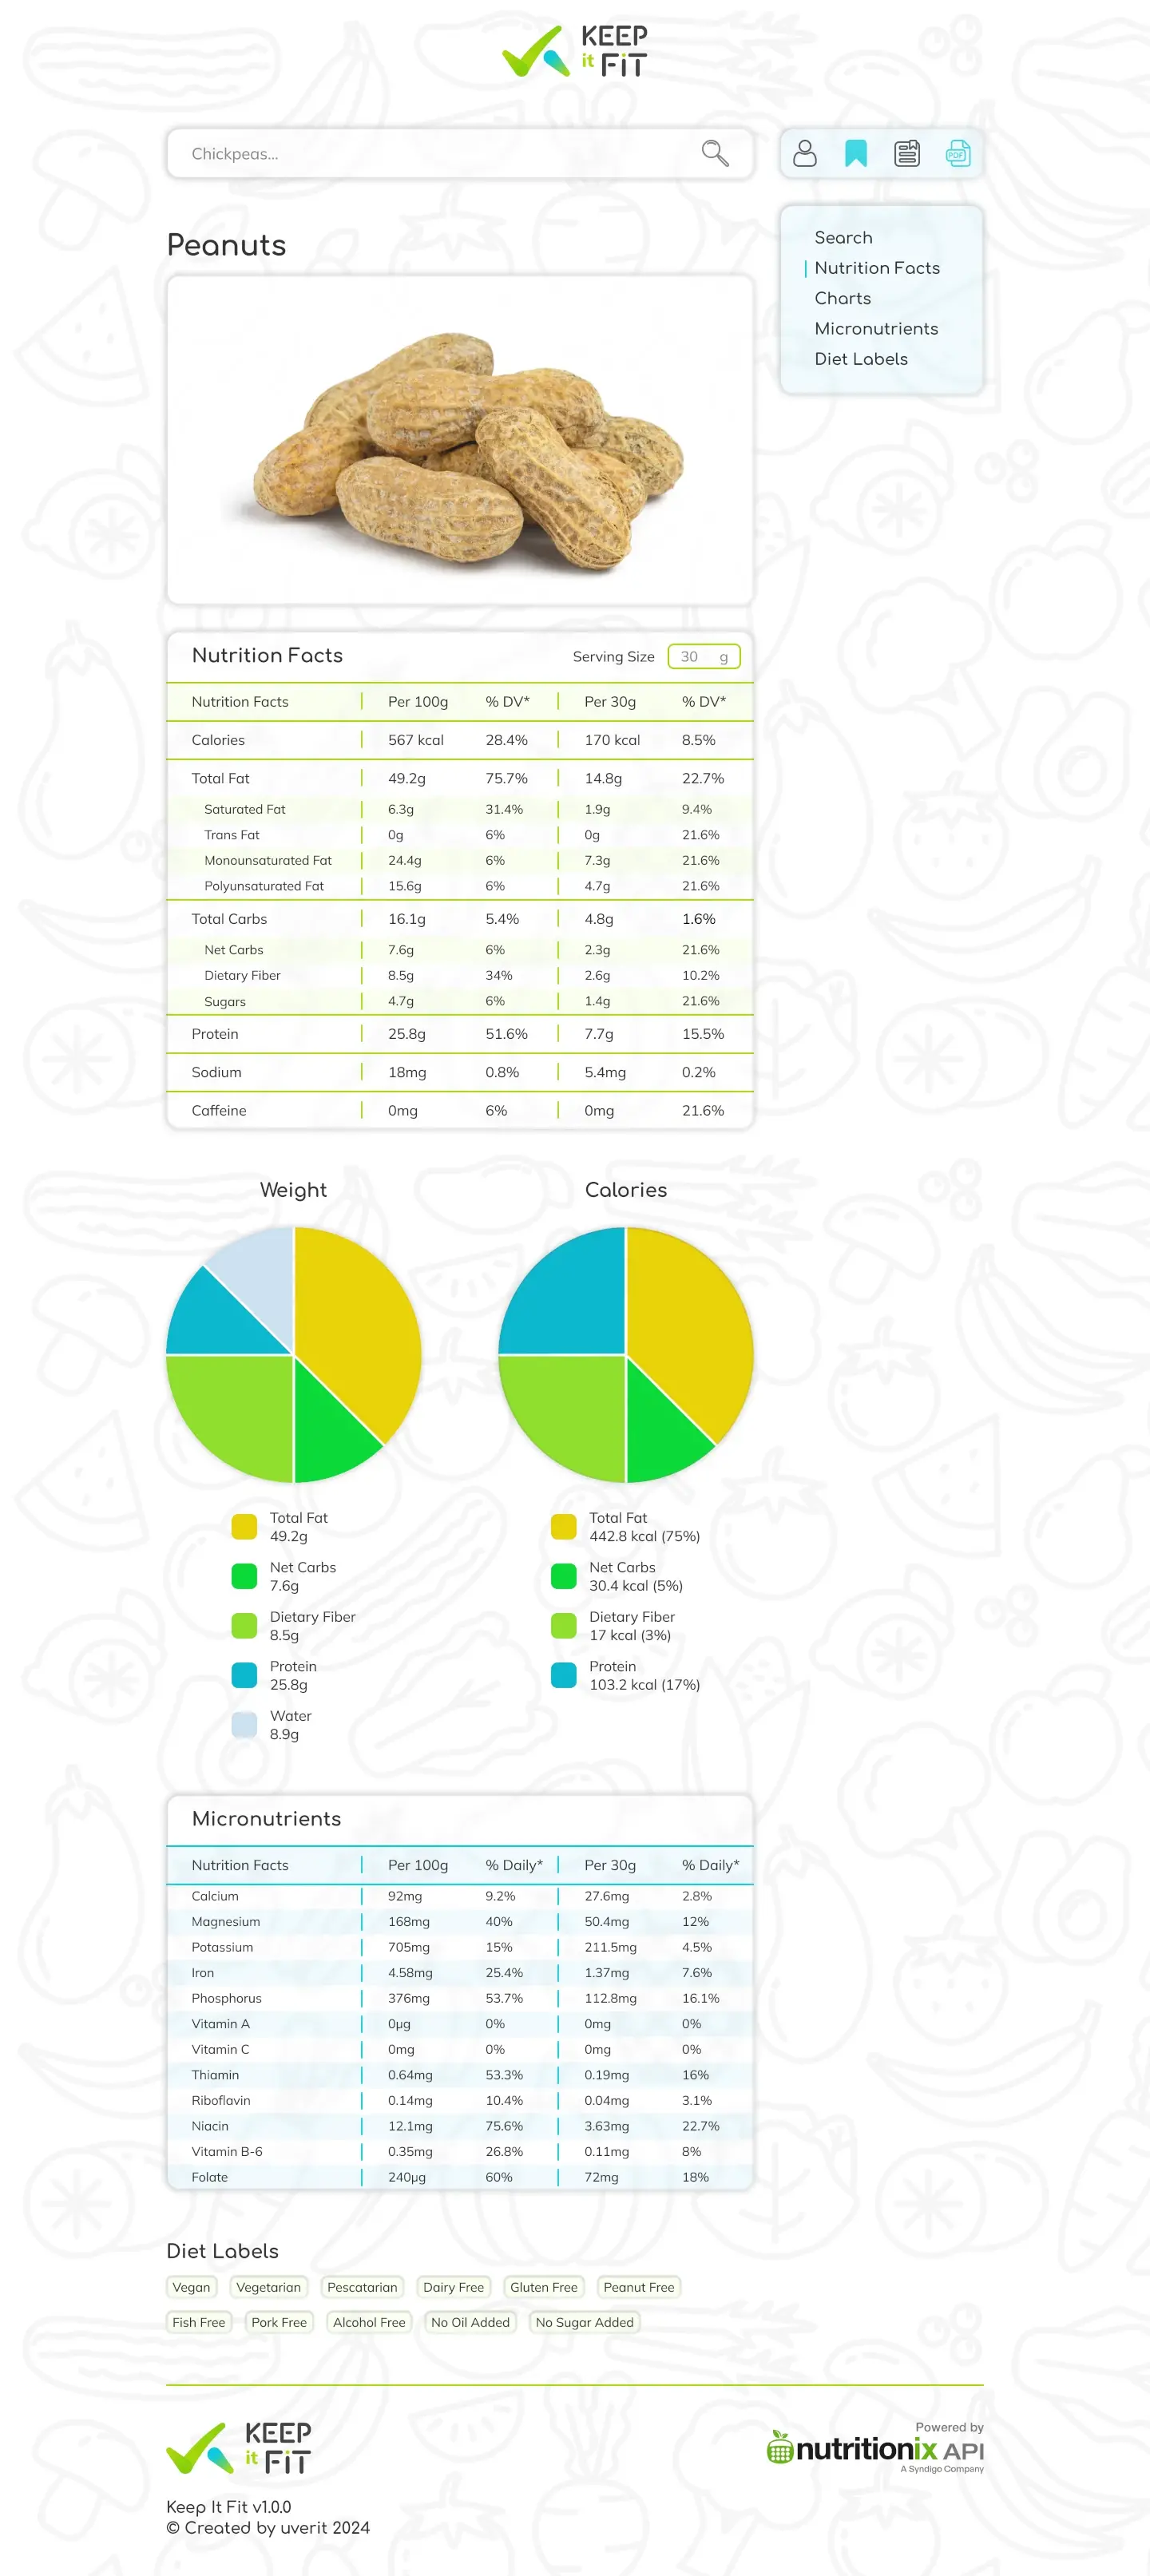 KEEP
it FiT
Chickpeas...
PDF
Search
Nutrition Facts
Charts
Micronutrients
Diet Labels
Peanuts
Nutrition Facts Serving Size 30 g
Nutrition Facts Per 100g % DV* Per 30g % DV*
Calories 567 kcal 28.4% 170 kcal 8.5%
Total Fat 49.2g 75.7% 14.8g 22.7%
Saturated Fat 6.3g 31.4% 1.9g 9.4%
Trans Fat 0g 6% 0g 21.6%
Monounsaturated Fat 24.4g 6% 7.3g 21.6%
Polyunsaturated Fat 15.6g 6% 4.7g 21.6%
Total Carbs 16.1g 5.4% 4.8g 1.6%
Net Carbs 7.6g 6% 2.3g 21.6%
Dietary Fiber 8.5g 34% 2.6g 10.2%
Sugars 4.7g 6% 1.4g 21.6%
Protein 25.8g 51.6% 7.7g 15.5%
Sodium 18mg 0.8% 5.4mg 0.2%
Caffeine 0mg 6% 0mg 21.6%
Weight
Total Fat
49.2g
Net Carbs
7.6g
Dietary Fiber
8.5g
Protein
25.8g
Water
8.9g
Calories
Total Fat
442.8 kcal (75%)
Net Carbs
30.4 kcal (5%)
Dietary Fiber
17 kcal (3%)
Protein
103.2 kcal (17%)
Micronutrients
Nutrition Facts Per 100g % Daily* Per 30g % Daily*
Calcium 92mg 9.2% 27.6mg 2.8%
Magnesium 168mg 40% 50.4mg 12%
Potassium 705mg 15% 211.5mg 4.5%
Iron 4.58mg 25.4% 1.37mg 7.6%
Phosphorus 376mg 53.7% 112.8mg 16.1%
Vitamin A 0µg 0% 0mg 0%
Vitamin C 0mg 0% 0mg 0%
Thiamin 0.64mg 53.3% 0.19mg 16%
Riboflavin 0.14mg 10.4% 0.04mg 3.1%
Niacin 12.1mg 75.6% 3.63mg 22.7%
Vitamin B-6 0.35mg 26.8% 0.11mg 8%
Folate 240µg 60% 72mg 18%
Diet Labels
Vegan Vegetarian Pescatarian Dairy Free Gluten Free Peanut Free
Fish Free Pork Free Alcohol Free No Oil Added No Sugar Added
KEEP
it FiT
Keep It Fit v1.0.0
© Created by uverit 2024
Powered by
nutritionix API
A Syndigo Company